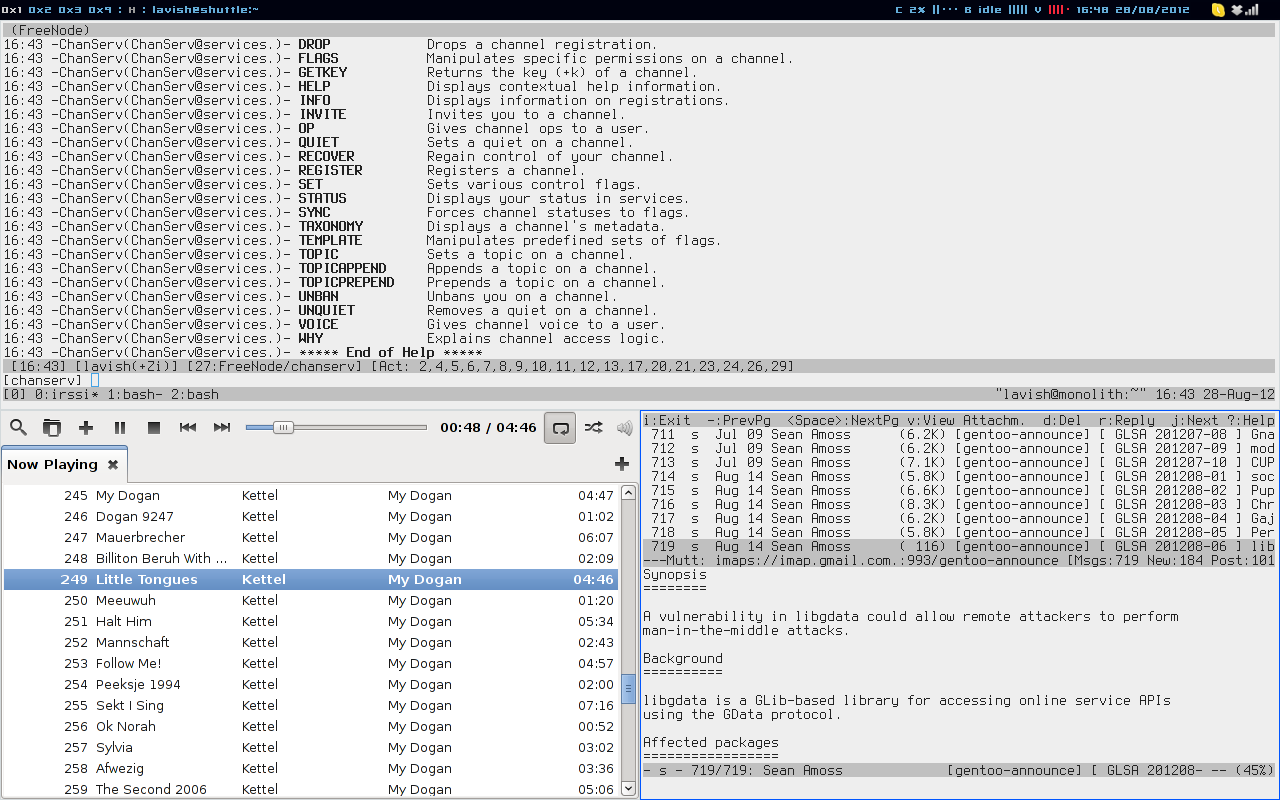 0x1 0x2 0x3 0x4 : H : lavish@shuttle:~ C 2% B idle V 16:48 28/08/2012
(FreeNode)
16:43 -ChanServ(ChanServ@services.)- DROP Drops a channel registration.
16:43 -ChanServ(ChanServ@services.)- FLAGS Manipulates specific permissions on a channel.
16:43 -ChanServ(ChanServ@services.)- GETKEY Returns the key (+k) of a channel.
16:43 -ChanServ(ChanServ@services.)- HELP Displays contextual help information.
16:43 -ChanServ(ChanServ@services.)- INFO Displays information on registrations.
16:43 -ChanServ(ChanServ@services.)- INVITE Invites you to a channel.
16:43 -ChanServ(ChanServ@services.)- OP Gives channel ops to a user.
16:43 -ChanServ(ChanServ@services.)- QUIET Sets a quiet on a channel.
16:43 -ChanServ(ChanServ@services.)- RECOVER Regain control of your channel.
16:43 -ChanServ(ChanServ@services.)- REGISTER Registers a channel.
16:43 -ChanServ(ChanServ@services.)- SET Sets various control flags.
16:43 -ChanServ(ChanServ@services.)- STATUS Displays your status in services.
16:43 -ChanServ(ChanServ@services.)- SYNC Forces channel statuses to flags.
16:43 -ChanServ(ChanServ@services.)- TAXONOMY Displays a channel's metadata.
16:43 -ChanServ(ChanServ@services.)- TEMPLATE Manipulates predefined sets of flags.
16:43 -ChanServ(ChanServ@services.)- TOPIC Sets a topic on a channel.
16:43 -ChanServ(ChanServ@services.)- TOPICAPPEND Appends a topic on a channel.
16:43 -ChanServ(ChanServ@services.)- TOPICPREPEND Prepends a topic on a channel.
16:43 -ChanServ(ChanServ@services.)- UNBAN Unbans you on a channel.
16:43 -ChanServ(ChanServ@services.)- UNQUIET Removes a quiet on a channel.
16:43 -ChanServ(ChanServ@services.)- VOICE Gives channel voice to a user.
16:43 -ChanServ(ChanServ@services.)- WHY Explains channel access logic.
16:43 -ChanServ(ChanServ@services.)- ***** End of Help *****
[16:43] [lavish(+Zi)] [27:FreeNode/chanserv] [Act: 2,4,5,6,7,8,9,10,11,12,13,17,20,21,23,24,26,29]
[chanserv]
[0] 0:irssi* 1:bash- 2:bash "lavish@monolith:~" 16:43 28-Aug-12
00:48 / 04:46
Now Playing
245 My Dogan Kettel My Dogan 04:47
246 Dogan 9247 Kettel My Dogan 01:02
247 Mauerbrecher Kettel My Dogan 06:07
248 Billiton Beruh With ... Kettel My Dogan 02:09
249 Little Tongues Kettel My Dogan 04:46
250 Meeuwuh Kettel My Dogan 01:20
251 Halt Him Kettel My Dogan 05:34
252 Mannschaft Kettel My Dogan 02:43
253 Follow Me! Kettel My Dogan 04:57
254 Peeksje 1994 Kettel My Dogan 02:00
255 Sekt I Sing Kettel My Dogan 07:16
256 Ok Norah Kettel My Dogan 00:52
257 Sylvia Kettel My Dogan 03:02
258 Afwezig Kettel My Dogan 03:36
259 The Second 2006 Kettel My Dogan 05:06
i:Exit -:PrevPg <Space>:NextPg v:View Attachm. d:Del r:Reply j:Next ?:Help
711 s Jul 09 Sean Amoss (6.2K) [gentoo-announce] [ GLSA 201207-08 ] Gna
712 s Jul 09 Sean Amoss (6.2K) [gentoo-announce] [ GLSA 201207-09 ] mod
713 s Jul 09 Sean Amoss (7.1K) [gentoo-announce] [ GLSA 201207-10 ] CUP
714 s Aug 14 Sean Amoss (5.8K) [gentoo-announce] [ GLSA 201208-01 ] soc
715 s Aug 14 Sean Amoss (6.6K) [gentoo-announce] [ GLSA 201208-02 ] Pup
716 s Aug 14 Sean Amoss (8.3K) [gentoo-announce] [ GLSA 201208-03 ] Chr
717 s Aug 14 Sean Amoss (6.2K) [gentoo-announce] [ GLSA 201208-04 ] Gaj
718 s Aug 14 Sean Amoss (5.8K) [gentoo-announce] [ GLSA 201208-05 ] Per
719 s Aug 14 Sean Amoss ( 116) [gentoo-announce] [ GLSA 201208-06 ] lib
---Mutt: imaps://imap.gmail.com.:993/gentoo-announce [Msgs:719 New:184 Post:101
Synopsis
========
A vulnerability in libgdata could allow remote attackers to perform
man-in-the-middle attacks.
Background
==========
libgdata is a GLib-based library for accessing online service APIs
using the GData protocol.
Affected packages
=================
- s - 719/719: Sean Amoss [gentoo-announce] [ GLSA 201208- -- (45%)